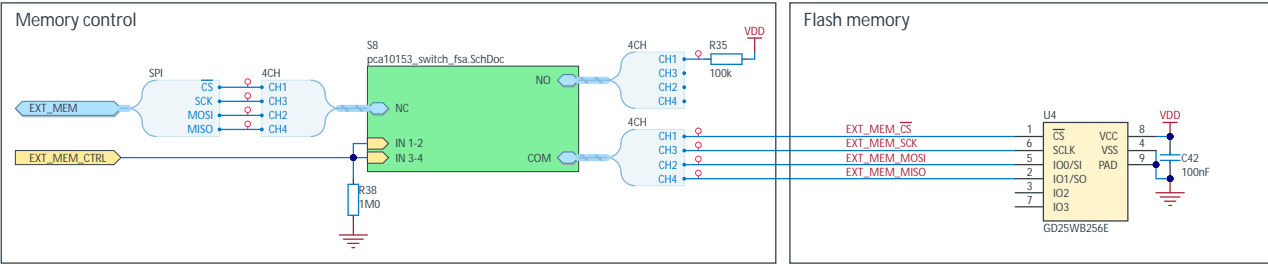 Memory control
EXT_MEM
EXT_MEM_CTRL
SPI
CS
SCK
MOSI
MISO
4CH
CH1
CH3
CH2
CH4
S8
pca10153_switch_fsa.SchDoc
NC
IN 1-2
IN 3-4
NO
COM
R38
1M0
4CH
CH1
CH3
CH2
CH4
R35
100k
VDD
4CH
CH1
CH3
CH2
CH4
Flash memory
EXT_MEM_CS
EXT_MEM_SCK
EXT_MEM_MOSI
EXT_MEM_MISO
U4
1 CS VCC 8
6 SCLK VSS 4
5 IO0/SI PAD 9
2 IO1/SO
3 IO2
7 IO3
GD25WB256E
VDD
C42
100nF